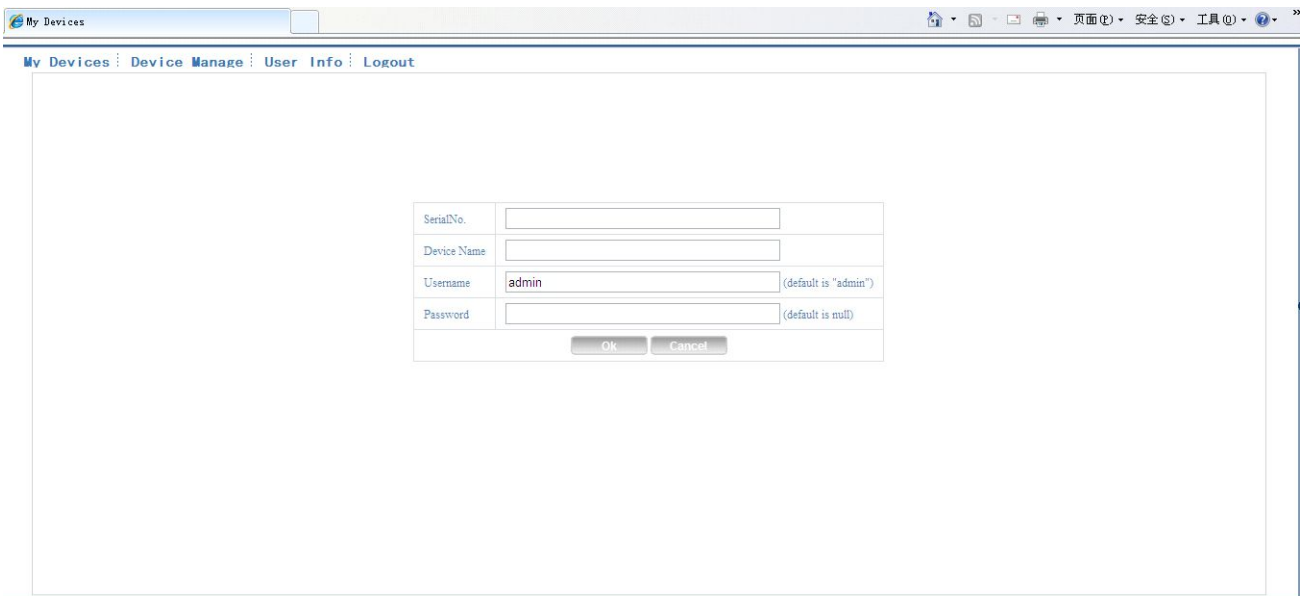 My Devices
页面(P) 安全(S) 工具(O)
My Devices Device Manage User Info Logout
SerialNo.
Device Name
Username admin (default is "admin")
Password (default is null)
Ok Cancel